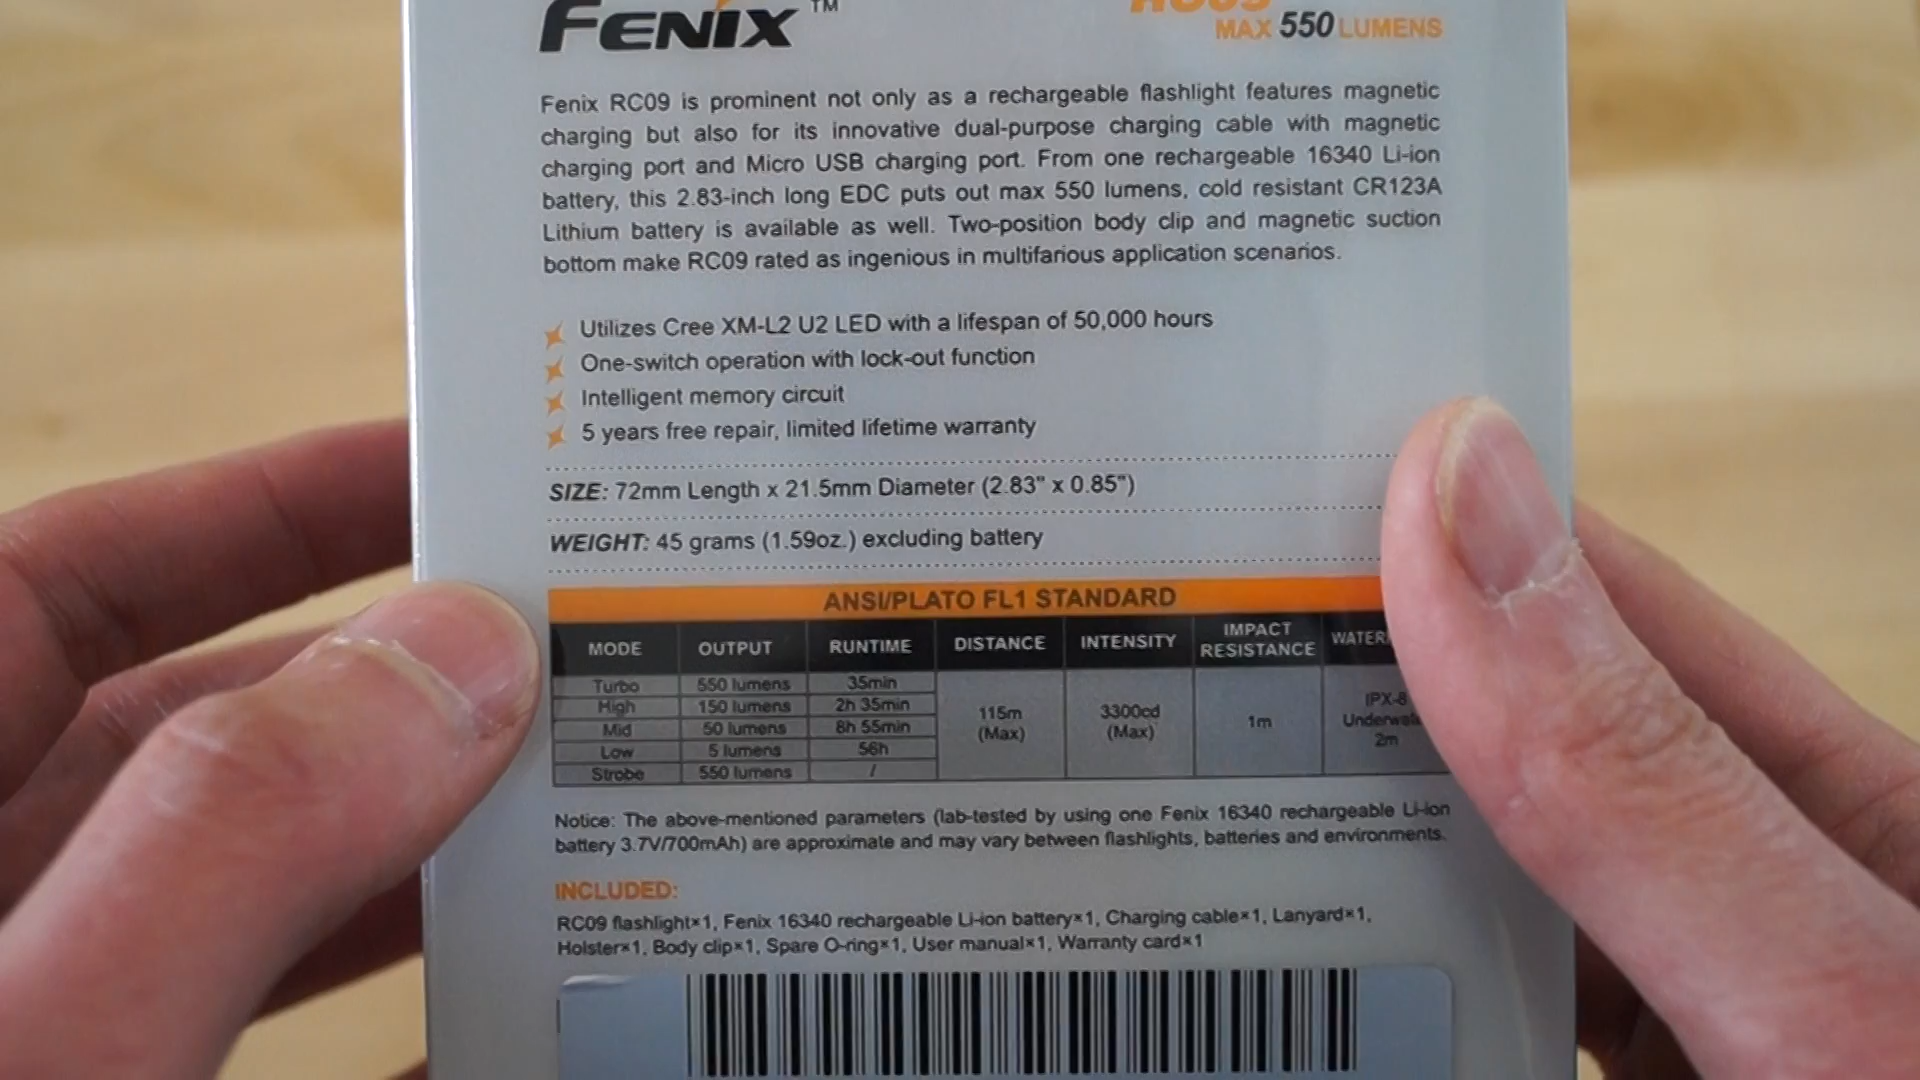 FENIX™
MAX 550 LUMENS
Fenix RC09 is prominent not only as a rechargeable flashlight features magnetic
charging but also for its innovative dual-purpose charging cable with magnetic
charging port and Micro USB charging port. From one rechargeable 16340 Li-ion
battery, this 2.83-inch long EDC puts out max 550 lumens, cold resistant CR123A
Lithium battery is available as well. Two-position body clip and magnetic suction
bottom make RC09 rated as ingenious in multifarious application scenarios.
Utilizes Cree XM-L2 U2 LED with a lifespan of 50,000 hours
One-switch operation with lock-out function
Intelligent memory circuit
5 years free repair, limited lifetime warranty
SIZE: 72mm Length x 21.5mm Diameter (2.83" x 0.85")
WEIGHT: 45 grams (1.59oz.) excluding battery
ANSI/PLATO FL1 STANDARD
MODE OUTPUT RUNTIME DISTANCE INTENSITY IMPACT RESISTANCE
Turbo 550 lumens 35min
High 150 lumens 2h 35min
Mid 50 lumens 8h 55min
Low 5 lumens 56h
Strobe 550 lumens /
115m
(Max)
3300cd
(Max)
1m
IPX-8
2m
Notice: The above-mentioned parameters (lab-tested by using one Fenix 16340 rechargeable Li-ion
battery 3.7V/700mAh) are approximate and may vary between flashlights, batteries and environments.
INCLUDED:
RC09 flashlight×1, Fenix 16340 rechargeable Li-ion battery×1, Charging cable×1, Lanyard×1,
Holster×1, Body clip×1, Spare O-ring×1, User manual×1, Warranty card×1